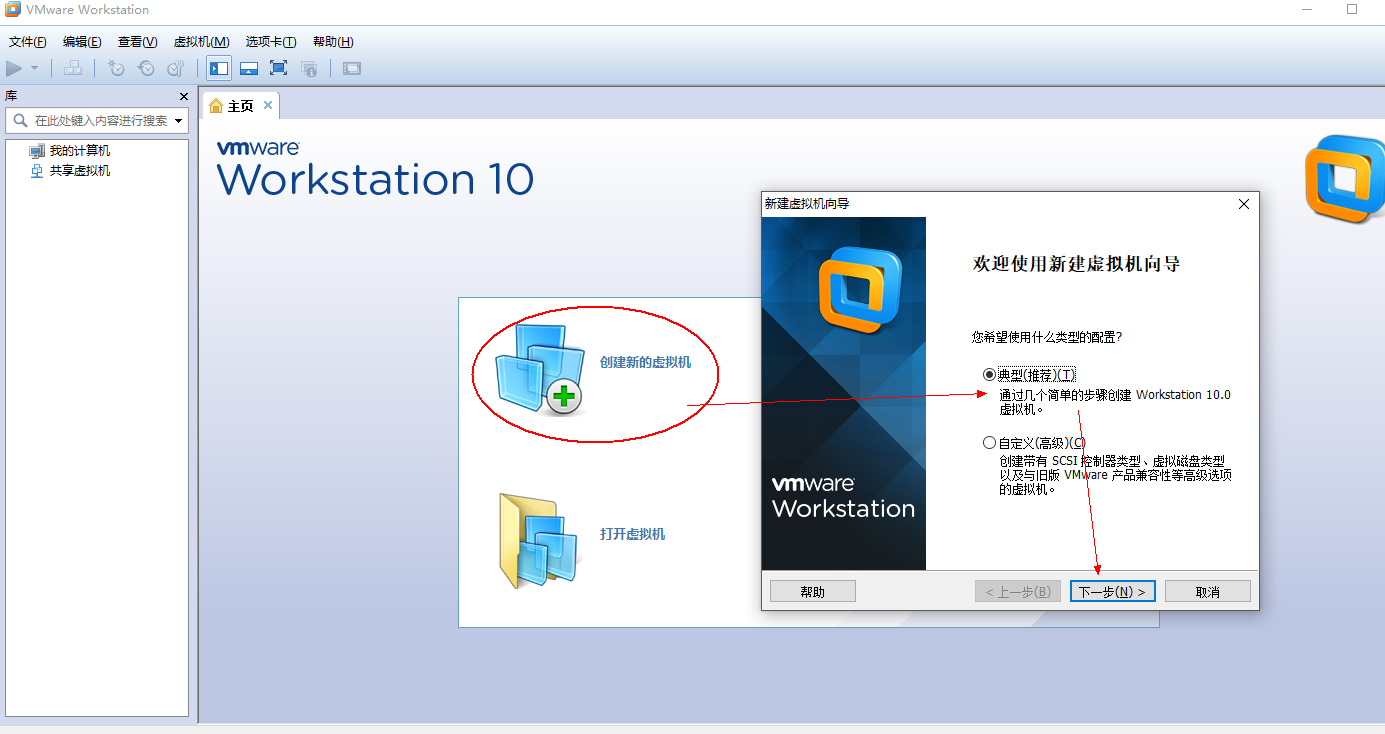 VMware Workstation
文件(F) 编辑(E) 查看(V) 虚拟机(M) 选项卡(T) 帮助(H)
库
在此处键入内容进行搜索
我的计算机
共享虚拟机
主页
vmware
Workstation 10
创建新的虚拟机
打开虚拟机
新建虚拟机向导
vmware
Workstation
欢迎使用新建虚拟机向导
您希望使用什么类型的配置?
典型(推荐)(T)
通过几个简单的步骤创建 Workstation 10.0
虚拟机。
自定义(高级)(C)
创建带有 SCSI 控制器类型、虚拟磁盘类型
以及与旧版 VMware 产品兼容性等高级选项
的虚拟机。
帮助
< 上一步(B)
下一步(N) >
取消